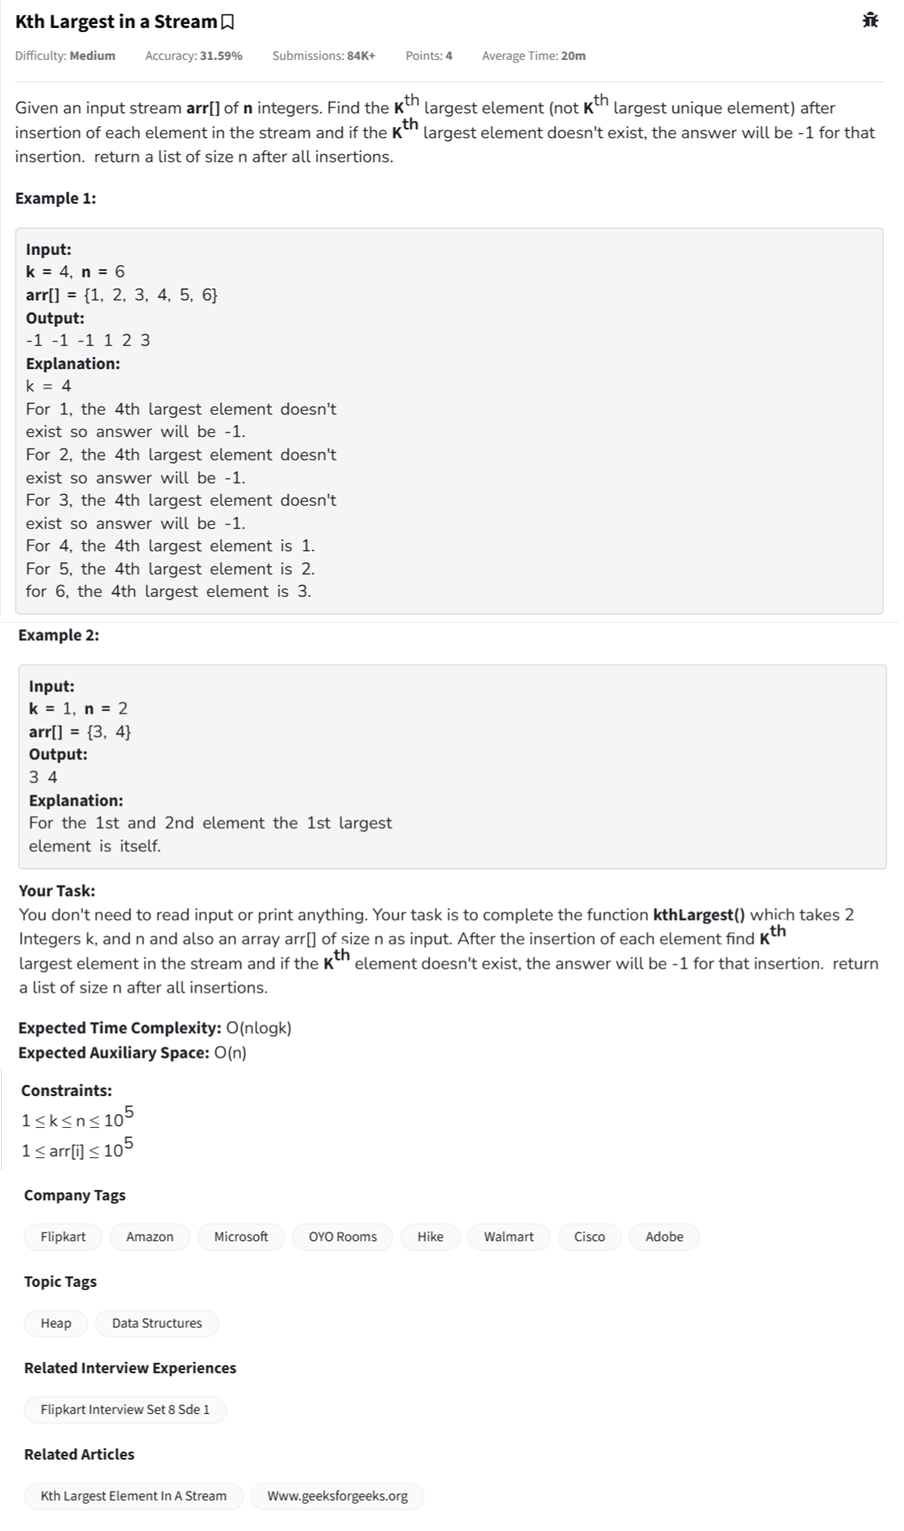 Kth Largest in a Stream
Difficulty: Medium Accuracy: 31.59% Submissions: 84K+ Points: 4 Average Time: 20m
Given an input stream arr[] of n integers. Find the Kth largest element (not Kth largest unique element) after
insertion of each element in the stream and if the Kth largest element doesn't exist, the answer will be -1 for that
insertion. return a list of size n after all insertions.
Example 1:
Input:
k = 4, n = 6
arr[] = {1, 2, 3, 4, 5, 6}
Output:
-1 -1 -1 1 2 3
Explanation:
k = 4
For 1, the 4th largest element doesn't
exist so answer will be -1.
For 2, the 4th largest element doesn't
exist so answer will be -1.
For 3, the 4th largest element doesn't
exist so answer will be -1.
For 4, the 4th largest element is 1.
For 5, the 4th largest element is 2.
for 6, the 4th largest element is 3.
Example 2:
Input:
k = 1, n = 2
arr[] = {3, 4}
Output:
3 4
Explanation:
For the 1st and 2nd element the 1st largest
element is itself.
Your Task:
You don't need to read input or print anything. Your task is to complete the function kthLargest() which takes 2
Integers k, and n and also an array arr[] of size n as input. After the insertion of each element find Kth
largest element in the stream and if the Kth element doesn't exist, the answer will be -1 for that insertion. return
a list of size n after all insertions.
Expected Time Complexity: O(nlogk)
Expected Auxiliary Space: O(n)
Constraints:
1 ≤ k ≤ n ≤ 10^5
1 ≤ arr[i] ≤ 10^5
Company Tags
Flipkart Amazon Microsoft OYO Rooms Hike Walmart Cisco Adobe
Topic Tags
Heap Data Structures
Related Interview Experiences
Flipkart Interview Set 8 Sde 1
Related Articles
Kth Largest Element In A Stream Www.geeksforgeeks.org